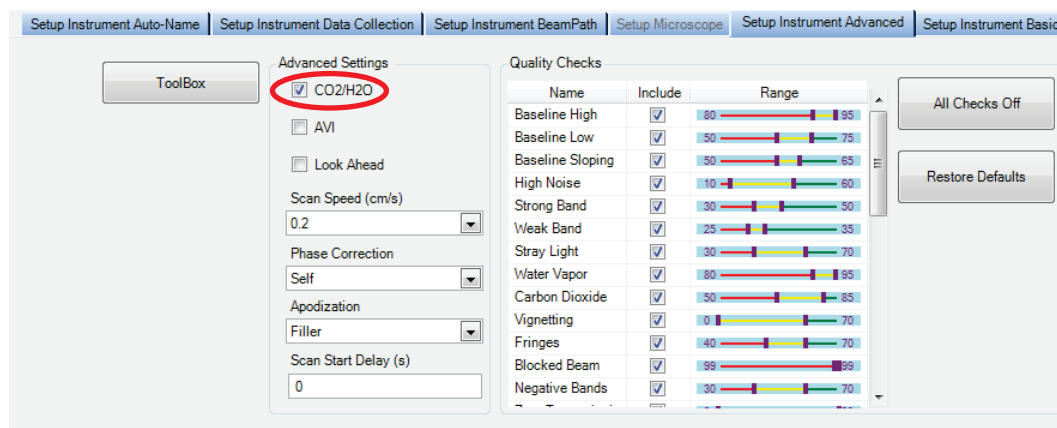 Setup Instrument Auto-Name Setup Instrument Data Collection Setup Instrument BeamPath Setup Microscope Setup Instrument Advanced Setup Instrument Basic
ToolBox
Advanced Settings
CO2/H2O
AVI
Look Ahead
Scan Speed (cm/s)
0.2
Phase Correction
Self
Apodization
Filler
Scan Start Delay (s)
0
Quality Checks
Name Include Range
Baseline High 80 95
Baseline Low 50 75
Baseline Sloping 50 65
High Noise 10 60
Strong Band 30 50
Weak Band 25 35
Stray Light 30 70
Water Vapor 80 95
Carbon Dioxide 50 85
Vignetting 0 70
Fringes 40 70
Blocked Beam 99 99
Negative Bands 30 70
All Checks Off
Restore Defaults